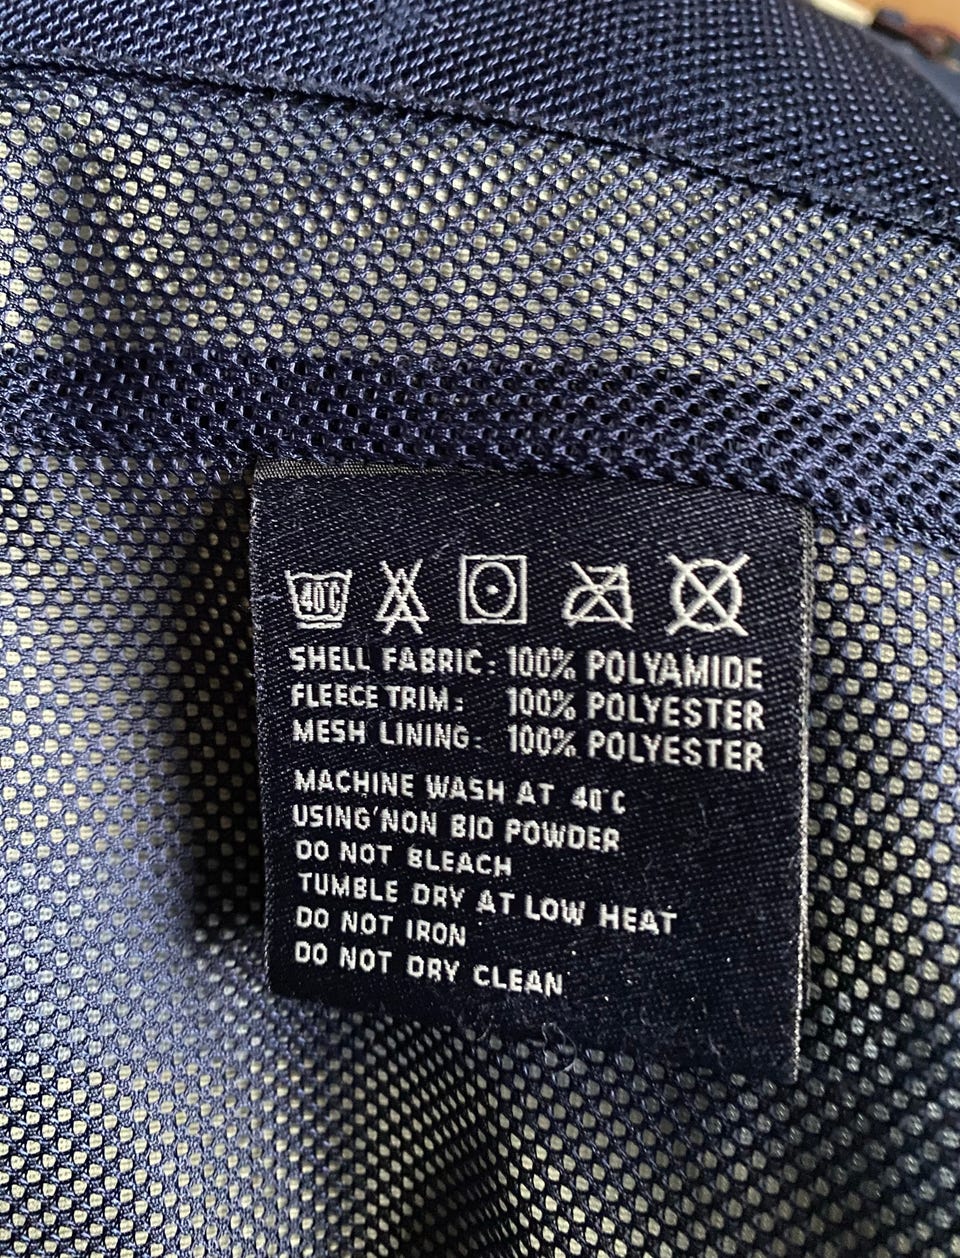 40°C
SHELL FABRIC: 100% POLYAMIDE
FLEECE TRIM: 100% POLYESTER
MESH LINING: 100% POLYESTER
MACHINE WASH AT 40°C
USING NON BIO POWDER
DO NOT BLEACH
TUMBLE DRY AT LOW HEAT
DO NOT IRON
DO NOT DRY CLEAN